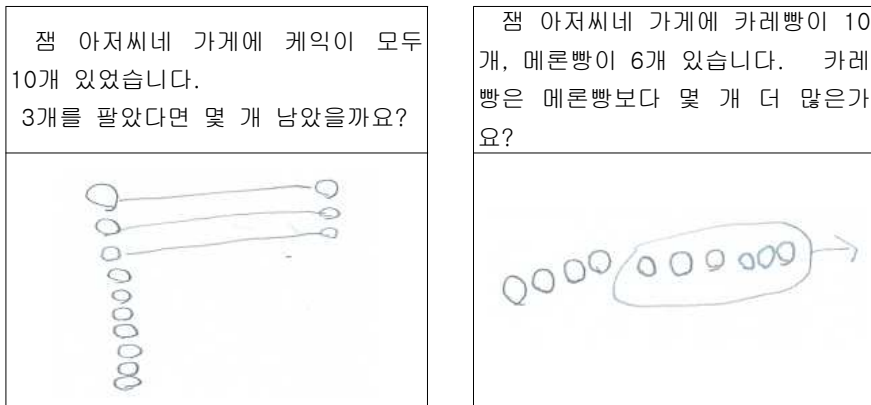 잼 아저씨네 가게에 케익이 모두
10개 있었습니다.
3개를 팔았다면 몇 개 남았을까요?
잼 아저씨네 가게에 카레빵이 10
개, 메론빵이 6개 있습니다. 카레
빵은 메론빵보다 몇 개 더 많은가
요?